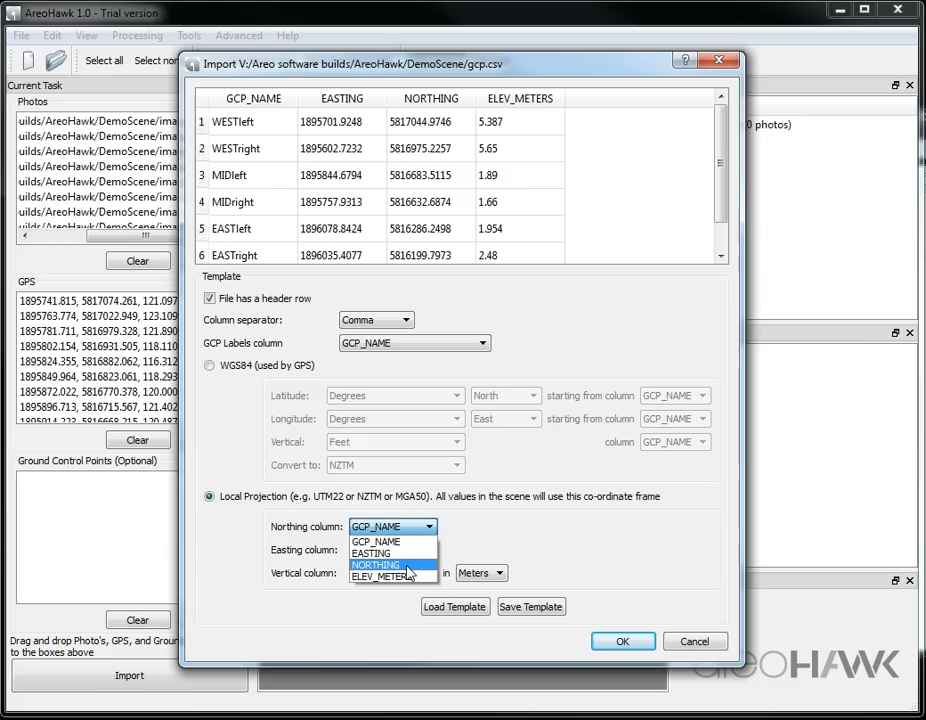 AreoHawk 1.0 - Trial version
File Edit View Processing Tools Advanced Help
Select all Select non
Current Task
Photos
uilds/AreoHawk/DemoScene/ima
uilds/AreoHawk/DemoScene/ima
uilds/AreoHawk/DemoScene/ima
uilds/AreoHawk/DemoScene/ima
uilds/AreoHawk/DemoScene/ima
uilds/AreoHawk/DemoScene/ima
uilds/AreoHawk/DemoScene/ima
uilds/AreoHawk/DemoScene/ima
Clear
GPS
1895741.815, 5817074.261, 121.097
1895763.774, 5817022.949, 123.109
1895781.711, 5816979.328, 121.890
1895802.154, 5816931.505, 118.110
1895824.355, 5816882.062, 116.312
1895849.964, 5816823.061, 118.293
1895872.022, 5816770.378, 120.000
1895896.713, 5816715.567, 121.402
1895914.223, 5816668.215, 120.487
Clear
Ground Control Points (Optional)
Clear
Drag and drop Photo's, GPS, and Groun
to the boxes above
Import
Import V:/Areo software builds/AreoHawk/DemoScene/gcp.csv
GCP_NAME EASTING NORTHING ELEV_METERS
1 WESTleft 1895701.9248 5817044.9746 5.387
2 WESTright 1895602.7232 5816975.2257 5.65
3 MIDleft 1895844.6794 5816683.5115 1.89
4 MIDright 1895757.9313 5816632.6874 1.66
5 EASTleft 1896078.8424 5816286.2498 1.954
6 EASTright 1896035.4077 5816199.7973 2.48
Template
File has a header row
Column separator: Comma
GCP Labels column GCP_NAME
WGS84 (used by GPS)
Latitude: Degrees North starting from column GCP_NAME
Longitude: Degrees East starting from column GCP_NAME
Vertical: Feet column GCP_NAME
Convert to: NZTM
Local Projection (e.g. UTM22 or NZTM or MGA50). All values in the scene will use this co-ordinate frame
Northing column: GCP_NAME
GCP_NAME
Easting column: EASTING
NORTHING
Vertical column: ELEV_METERS in Meters
Load Template Save Template
OK Cancel
0 photos)
areoHAWK